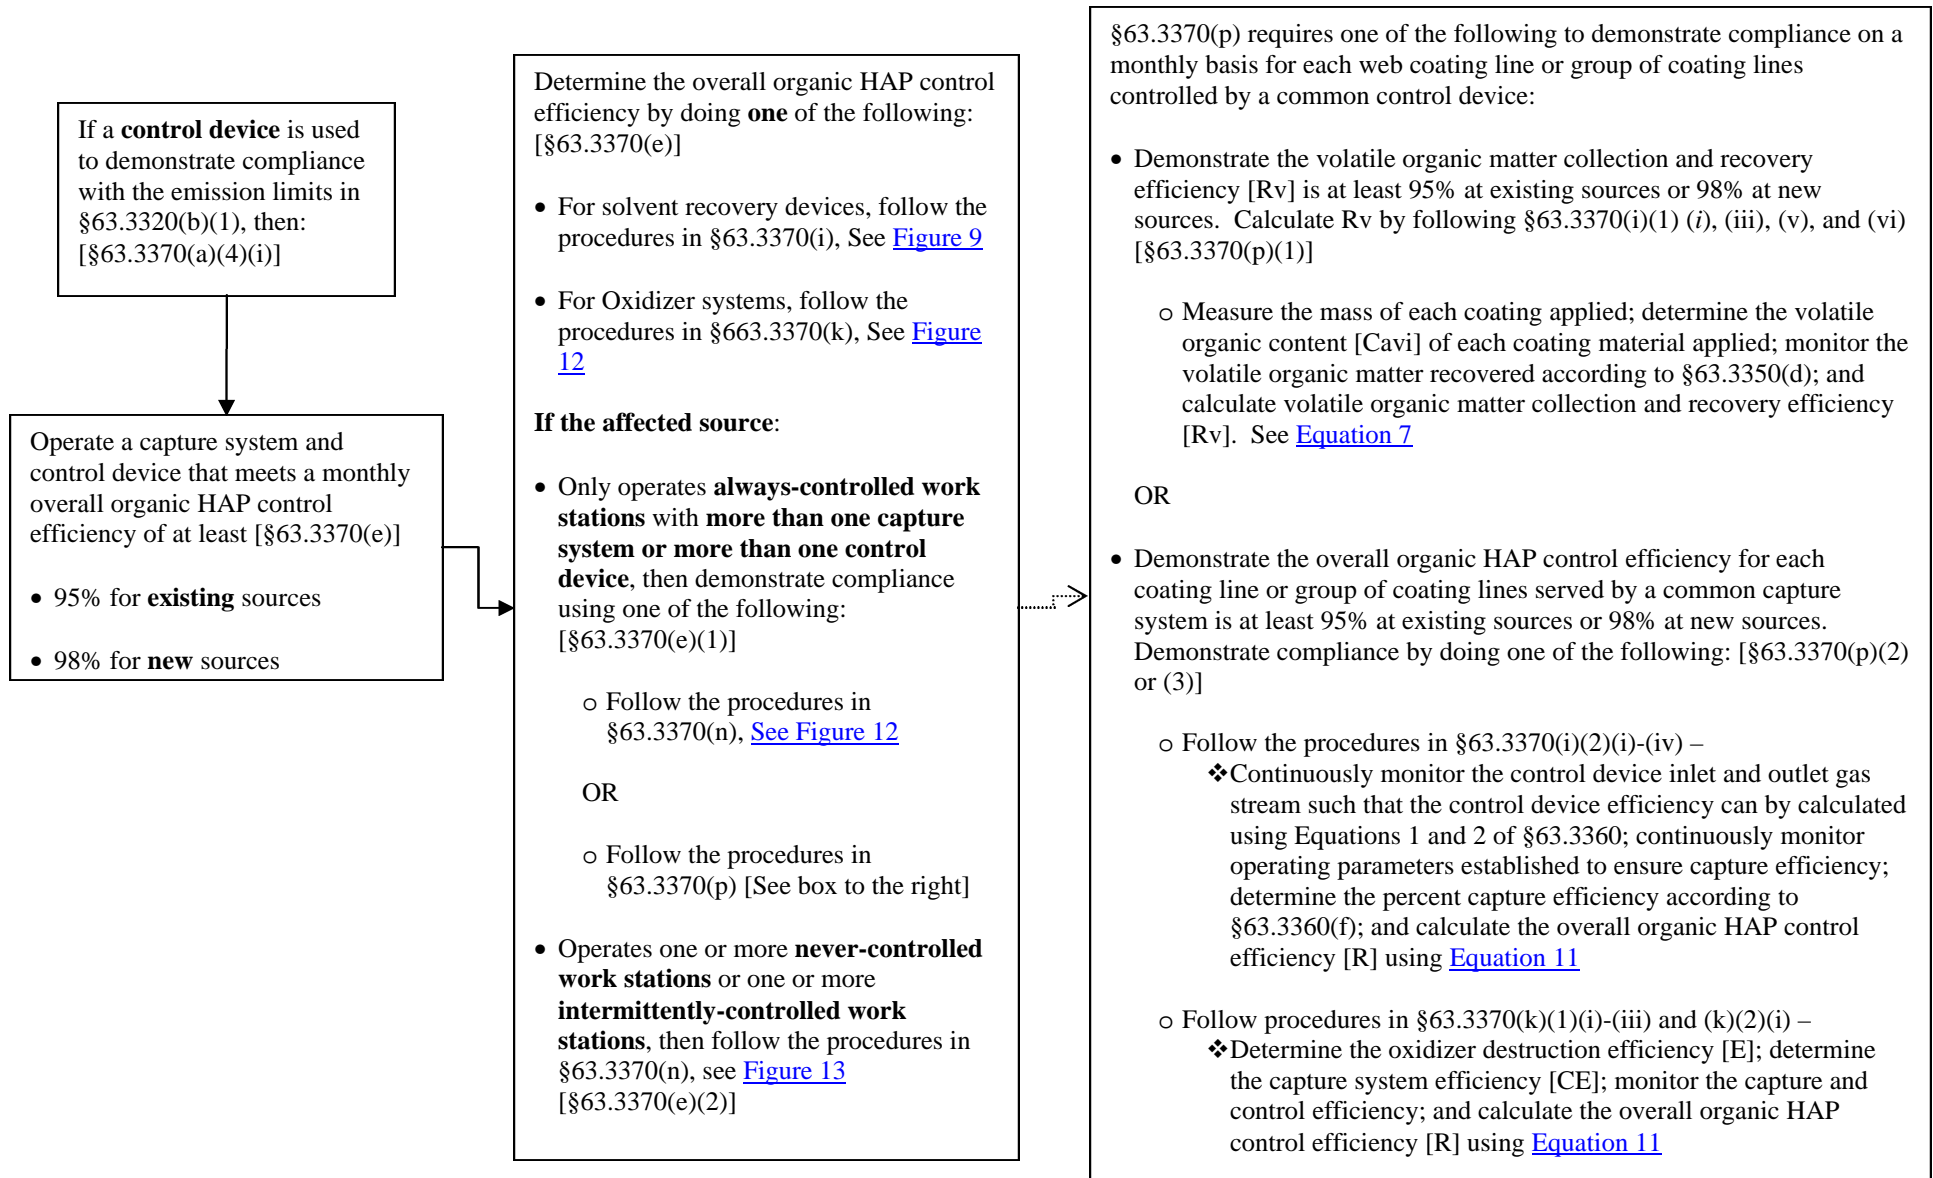 If a control device is used
to demonstrate compliance
with the emission limits in
§63.3320(b)(1), then:
[§63.3370(a)(4)(i)]
Operate a capture system and
control device that meets a monthly
overall organic HAP control
efficiency of at least [§63.3370(e)]
• 95% for existing sources
• 98% for new sources
Determine the overall organic HAP control
efficiency by doing one of the following:
[§63.3370(e)]
• For solvent recovery devices, follow the
procedures in §63.3370(i), See Figure 9
• For Oxidizer systems, follow the
procedures in §663.3370(k), See Figure
12
If the affected source:
• Only operates always-controlled work
stations with more than one capture
system or more than one control
device, then demonstrate compliance
using one of the following:
[§63.3370(e)(1)]
o Follow the procedures in
§63.3370(n), See Figure 12
OR
o Follow the procedures in
§63.3370(p) [See box to the right]
• Operates one or more never-controlled
work stations or one or more
intermittently-controlled work
stations, then follow the procedures in
§63.3370(n), see Figure 13
[§63.3370(e)(2)]
§63.3370(p) requires one of the following to demonstrate compliance on a
monthly basis for each web coating line or group of coating lines
controlled by a common control device:
• Demonstrate the volatile organic matter collection and recovery
efficiency [Rv] is at least 95% at existing sources or 98% at new
sources.  Calculate Rv by following §63.3370(i)(1) (i), (iii), (v), and (vi)
[§63.3370(p)(1)]
o Measure the mass of each coating applied; determine the volatile
organic content [Cavi] of each coating material applied; monitor the
volatile organic matter recovered according to §63.3350(d); and
calculate volatile organic matter collection and recovery efficiency
[Rv].  See Equation 7
OR
• Demonstrate the overall organic HAP control efficiency for each
coating line or group of coating lines served by a common capture
system is at least 95% at existing sources or 98% at new sources.
Demonstrate compliance by doing one of the following: [§63.3370(p)(2)
or (3)]
o Follow the procedures in §63.3370(i)(2)(i)-(iv) –
❖Continuously monitor the control device inlet and outlet gas
stream such that the control device efficiency can by calculated
using Equations 1 and 2 of §63.3360; continuously monitor
operating parameters established to ensure capture efficiency;
determine the percent capture efficiency according to
§63.3360(f); and calculate the overall organic HAP control
efficiency [R] using Equation 11
o Follow procedures in §63.3370(k)(1)(i)-(iii) and (k)(2)(i) –
❖Determine the oxidizer destruction efficiency [E]; determine
the capture system efficiency [CE]; monitor the capture and
control efficiency; and calculate the overall organic HAP
control efficiency [R] using Equation 11